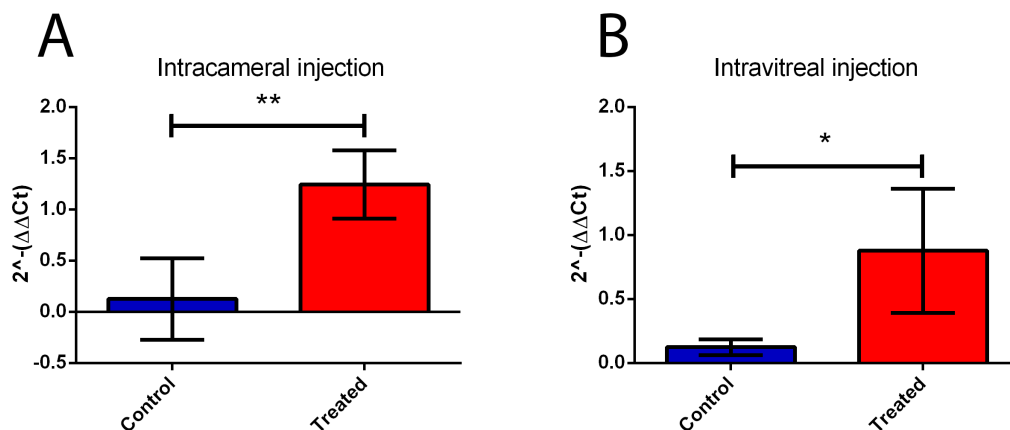 A
Intracameral injection
**
2^-(ΔΔCt)
2.0
1.5
1.0
0.5
0.0
-0.5
Control
Treated
B
Intravitreal injection
*
2^-(ΔΔCt)
2.0
1.5
1.0
0.5
0.0
Control
Treated